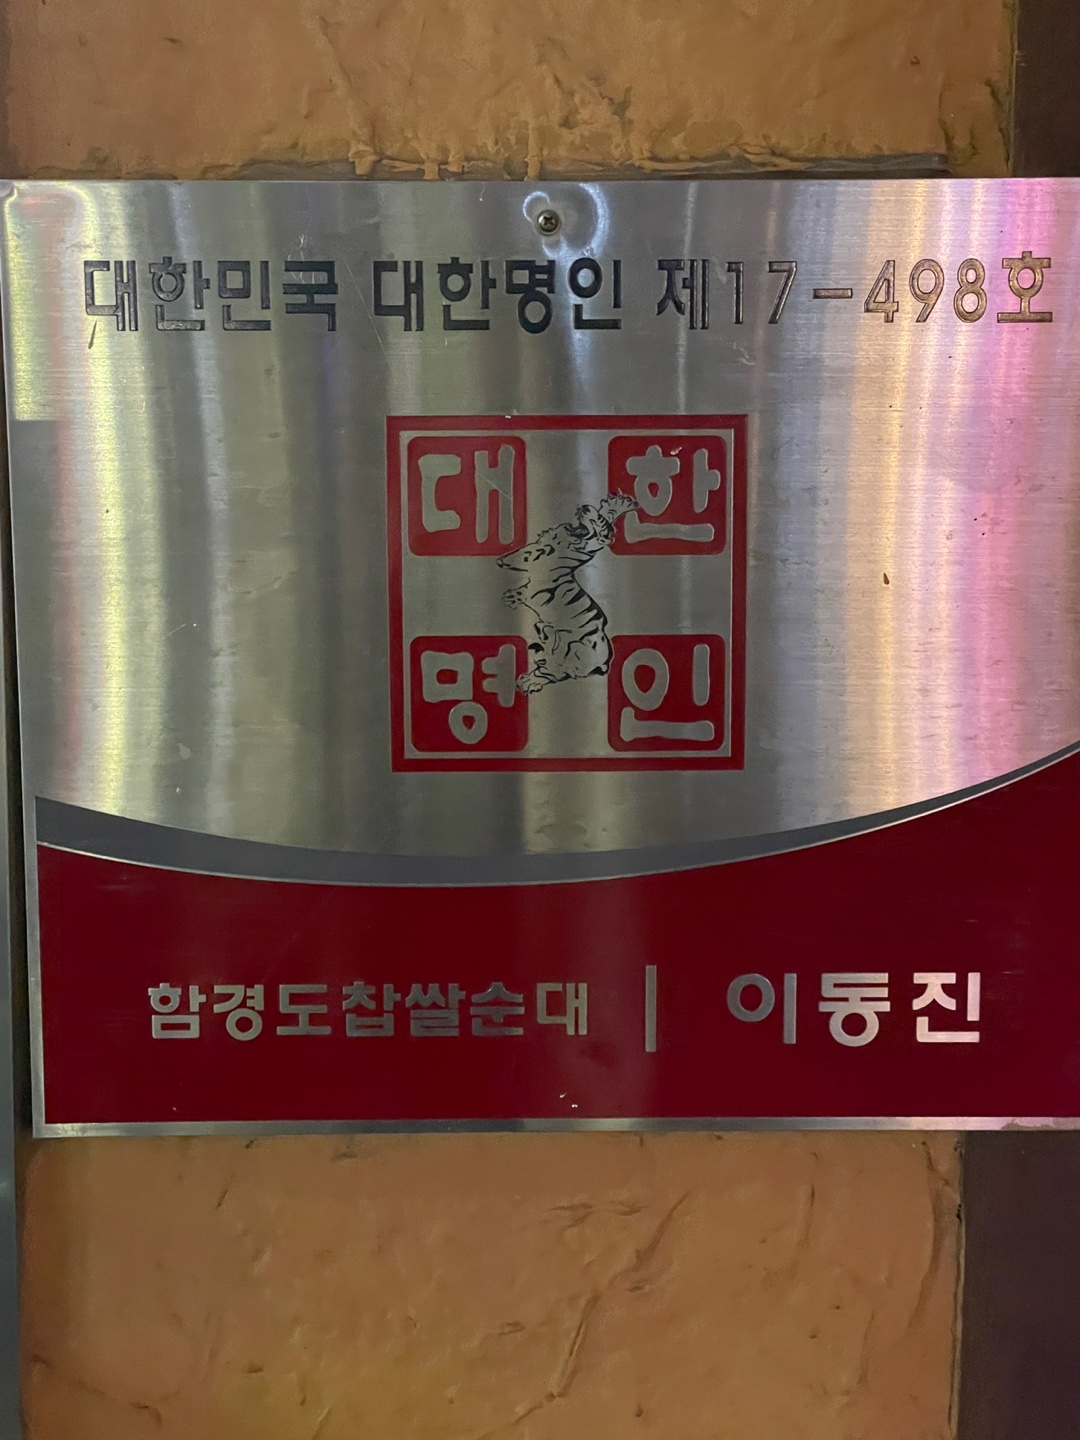 대한민국 대한명인 제17-498호
대한
명인
함경도찹쌀순대 | 이동진